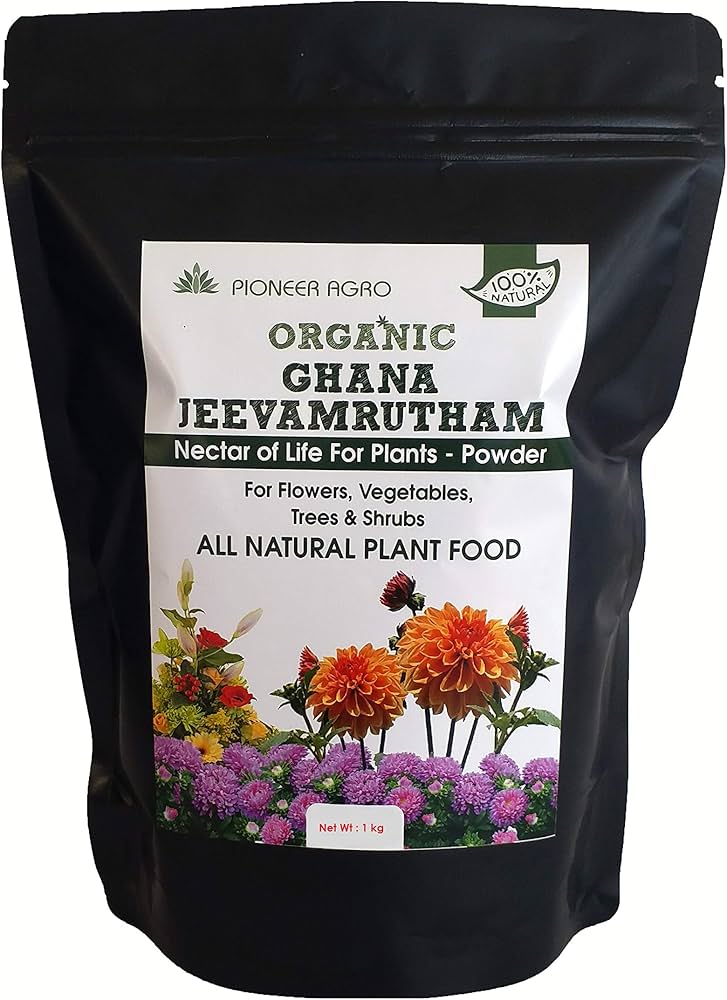 PIONEER AGRO
100%
NATURAL
ORGANIC
GHANA
JEEVAMRUTHAM
Nectar of Life For Plants - Powder
For Flowers, Vegetables,
Trees & Shrubs
ALL NATURAL PLANT FOOD
Net Wt : 1 kg